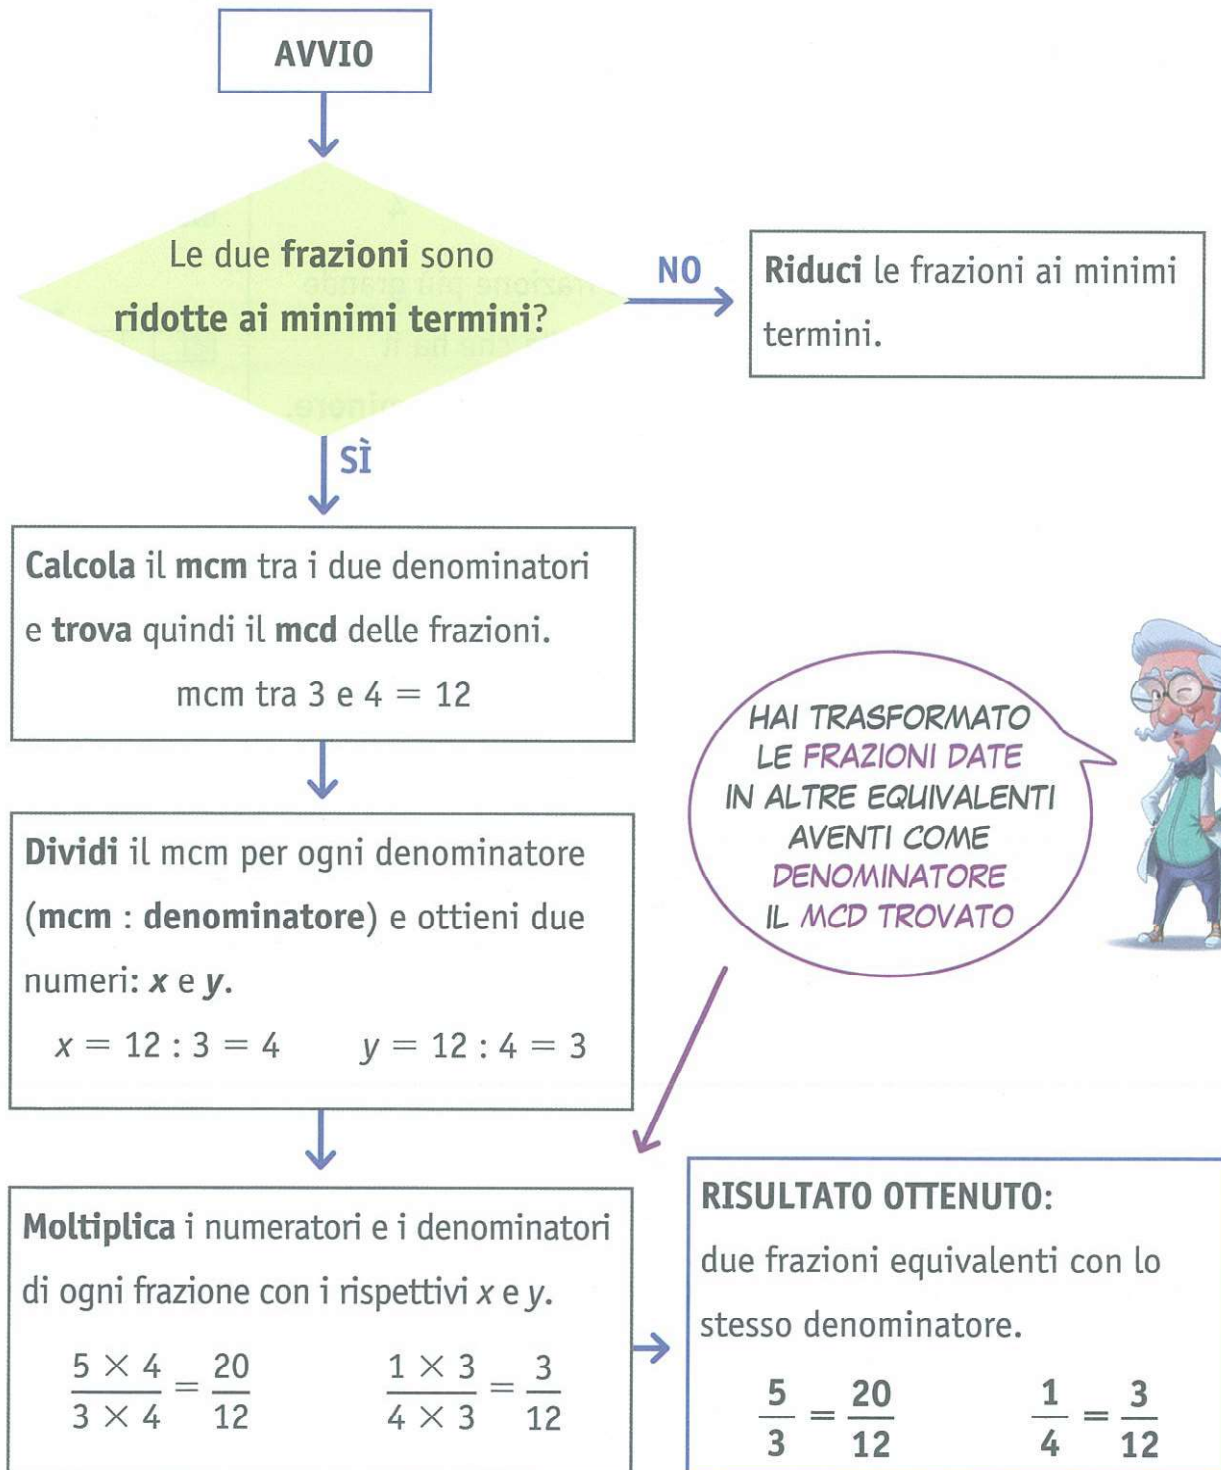 AVVIO
Le due frazioni sono
ridotte ai minimi termini?
NO
Riduci le frazioni ai minimi
termini.
SÌ
Calcola il mcm tra i due denominatori
e trova quindi il mcd delle frazioni.
mcm tra 3 e 4 = 12
HAI TRASFORMATO
LE FRAZIONI DATE
IN ALTRE EQUIVALENTI
AVENTI COME
DENOMINATORE
IL MCD TROVATO
Dividi il mcm per ogni denominatore
(mcm : denominatore) e ottieni due
numeri: x e y.
x = 12 : 3 = 4 y = 12 : 4 = 3
Moltiplica i numeratori e i denominatori
di ogni frazione con i rispettivi x e y.
5 × 4 / 3 × 4 = 20 / 12 1 × 3 / 4 × 3 = 3 / 12
RISULTATO OTTENUTO:
due frazioni equivalenti con lo
stesso denominatore.
5 / 3 = 20 / 12 1 / 4 = 3 / 12